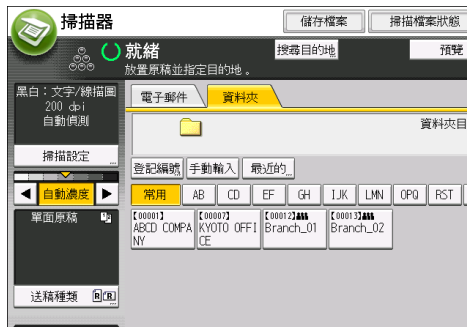 掃描器
儲存檔案
掃描檔案狀態
就緒
搜尋目的地
預覽
放置原稿並指定目的地。
黑白：文字/線描圖
200 dpi
自動偵測
掃描設定
電子郵件
資料夾
資料夾目
登記編號
手動輸入
最近的
自動濃度
常用 AB CD EF GH IJK LMN OPQ RST
單面原稿
【00001】
ABCD COMPA
NY
【00007】
KYOTO OFFI
CE
【00012】
Branch_01
【00013】
Branch_02
送稿種類